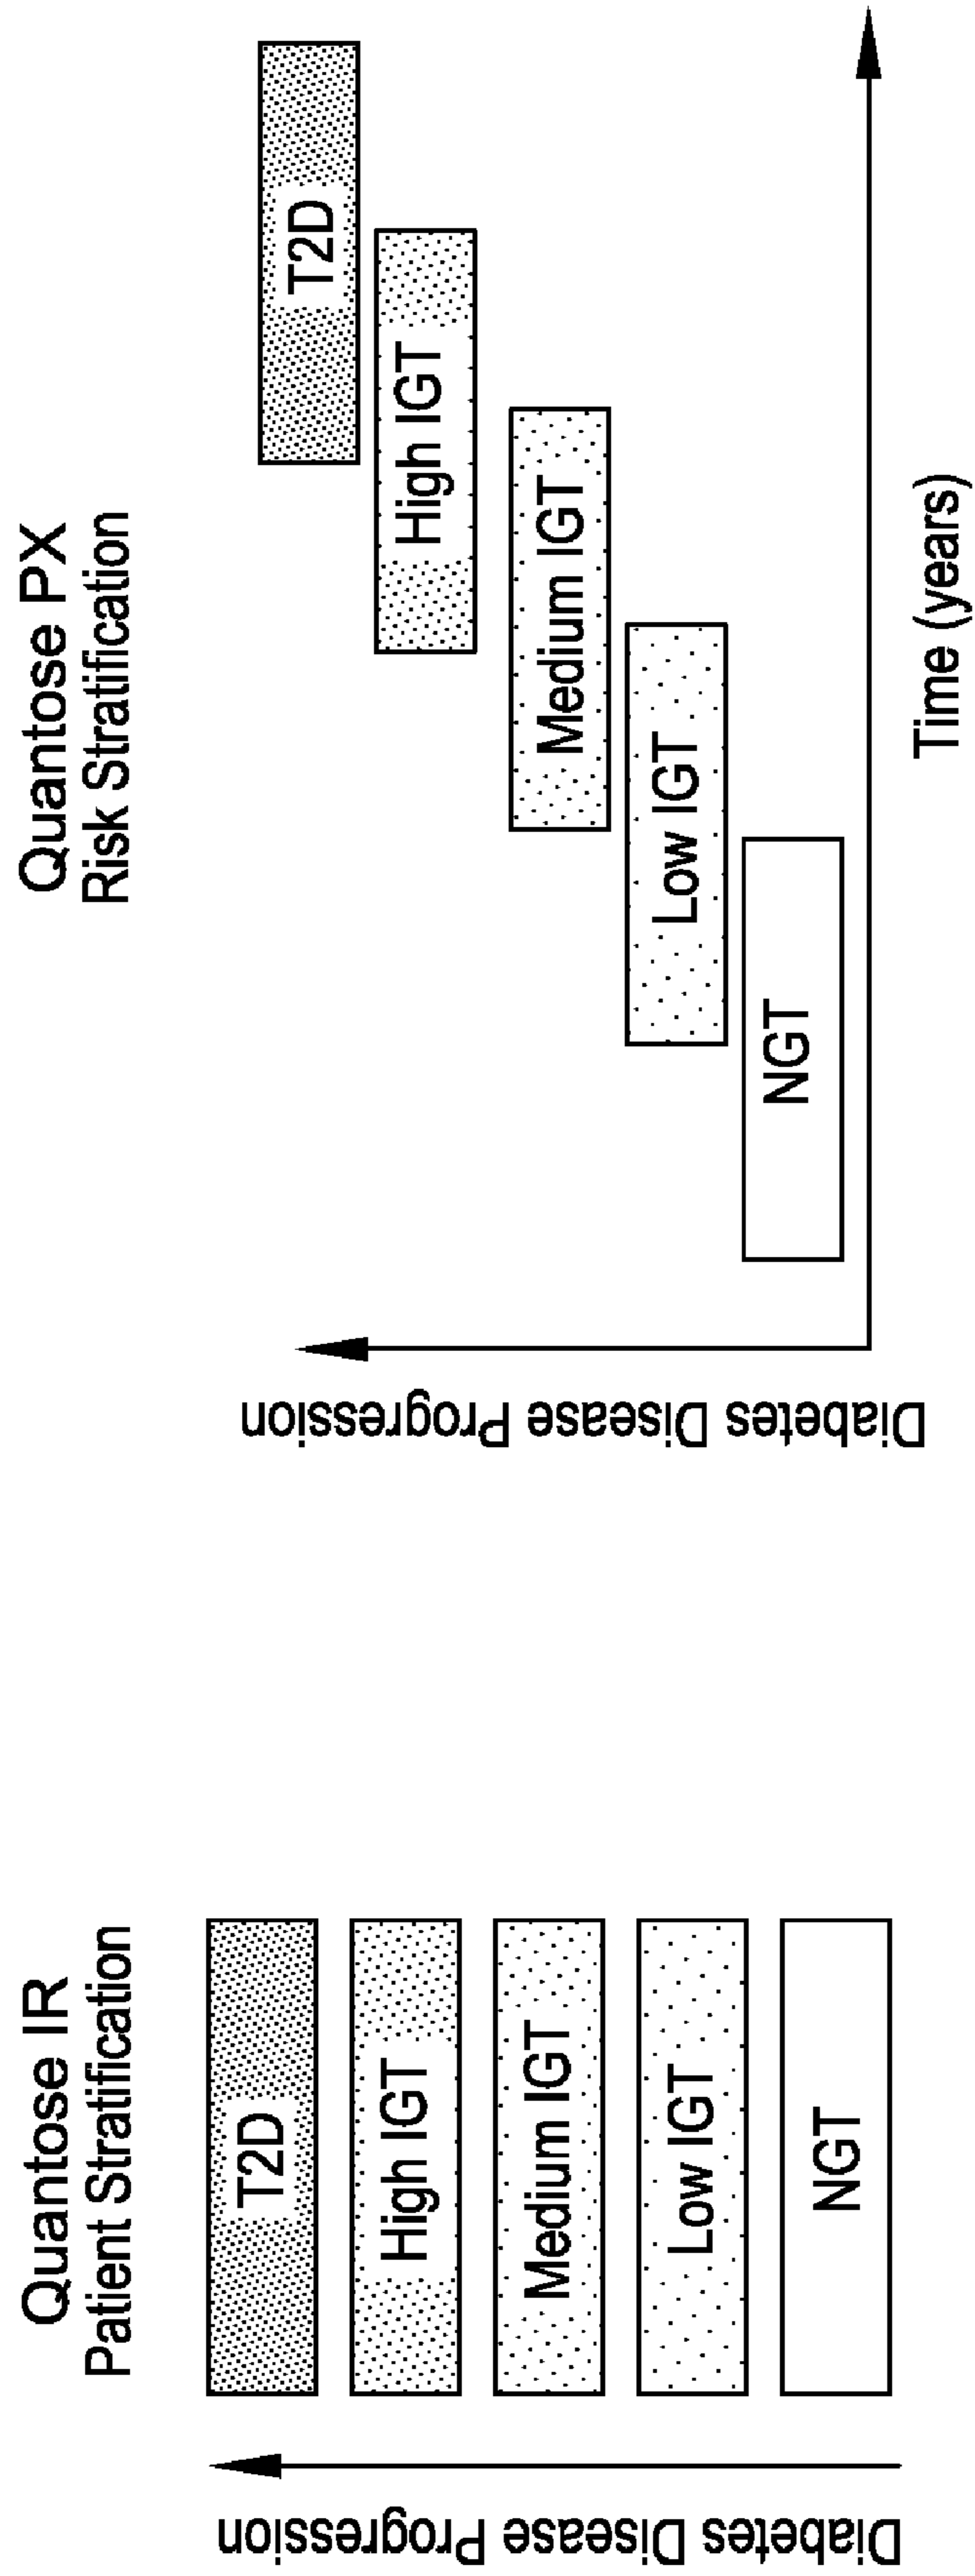 Quantose IR
Patient Stratification
Diabetes Disease Progression
T2D
High IGT
Medium IGT
Low IGT
NGT
Quantose PX
Risk Stratification
Diabetes Disease Progression
T2D
High IGT
Medium IGT
Low IGT
NGT
Time (years)